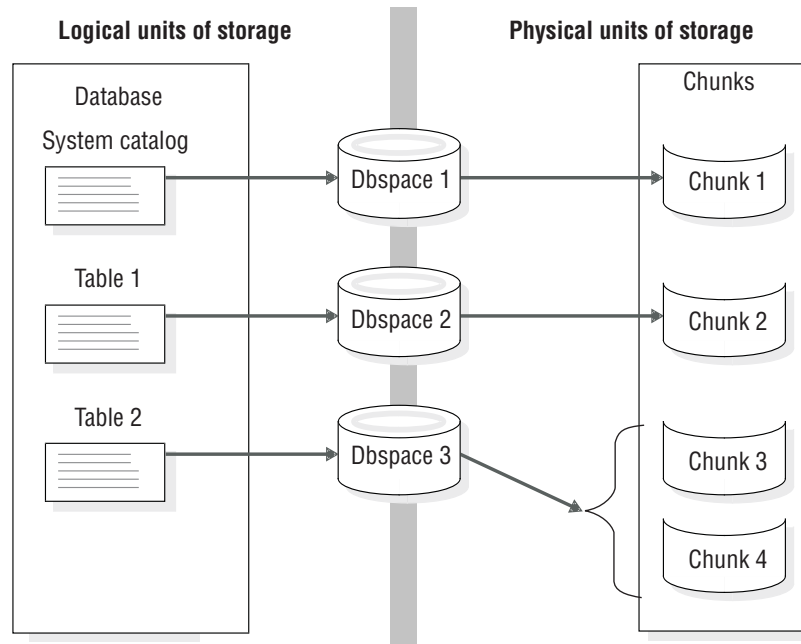 Logical units of storage
Physical units of storage
Database
System catalog
Dbspace 1
Chunks
Chunk 1
Table 1
Dbspace 2
Chunk 2
Table 2
Dbspace 3
Chunk 3
Chunk 4